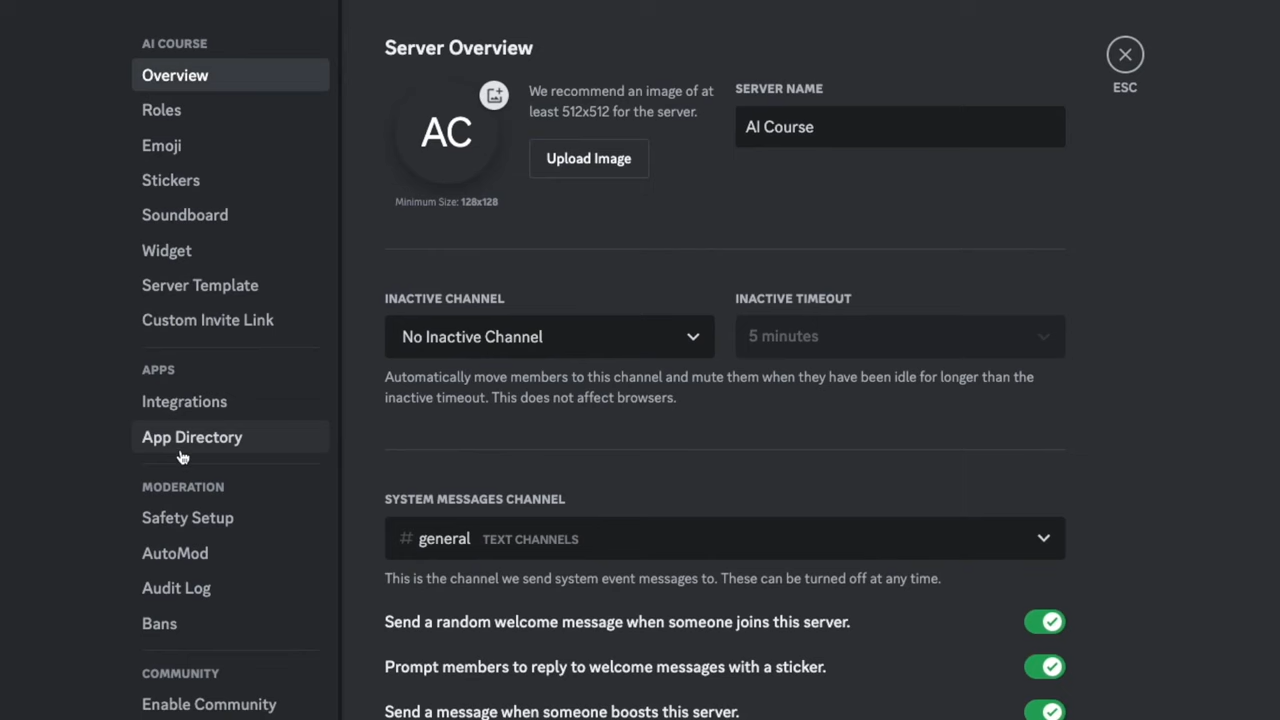 AI COURSE
Overview
Roles
Emoji
Stickers
Soundboard
Widget
Server Template
Custom Invite Link
APPS
Integrations
App Directory
MODERATION
Safety Setup
AutoMod
Audit Log
Bans
COMMUNITY
Enable Community
Server Overview
AC
Minimum Size: 128x128
We recommend an image of at
least 512x512 for the server.
Upload Image
SERVER NAME
AI Course
ESC
INACTIVE CHANNEL
No Inactive Channel
INACTIVE TIMEOUT
5 minutes
Automatically move members to this channel and mute them when they have been idle for longer than the
inactive timeout. This does not affect browsers.
SYSTEM MESSAGES CHANNEL
# general TEXT CHANNELS
This is the channel we send system event messages to. These can be turned off at any time.
Send a random welcome message when someone joins this server.
Prompt members to reply to welcome messages with a sticker.
Send a message when someone boosts this server.